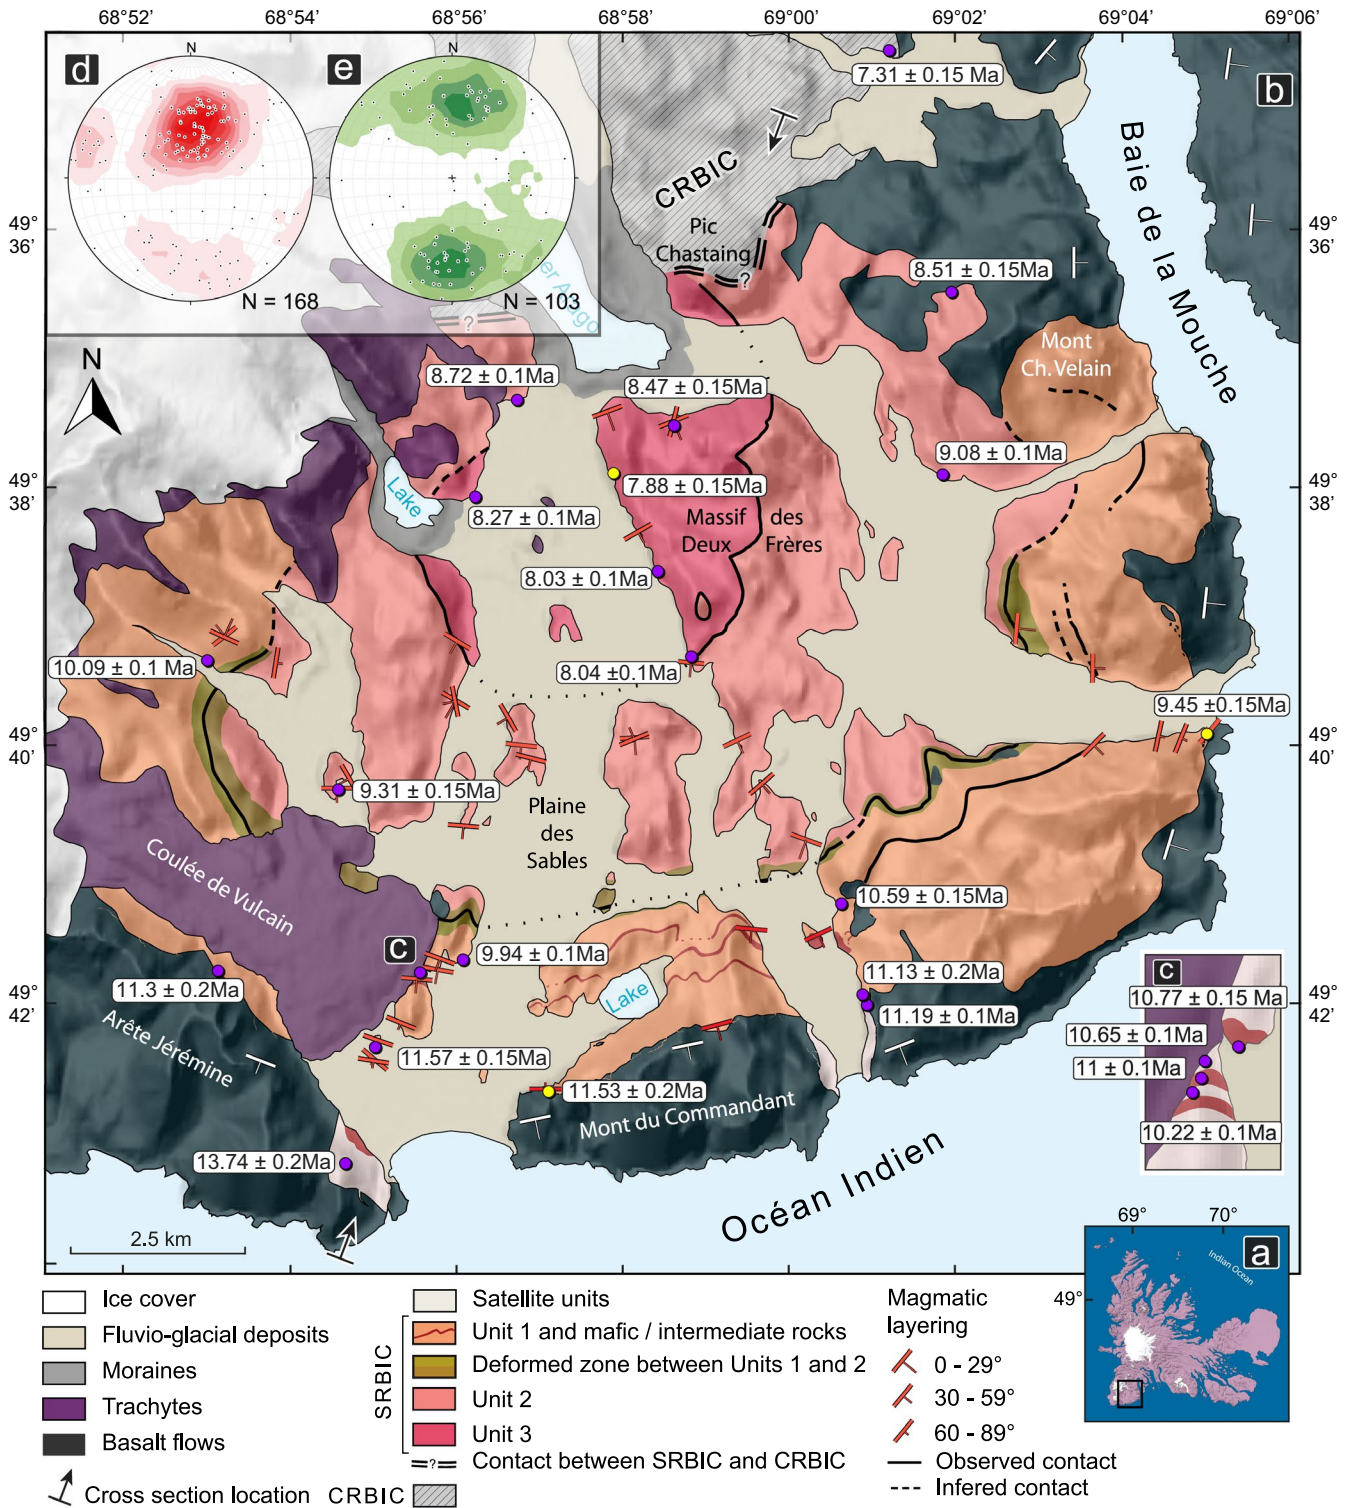 68°52' 68°54' 68°56' 68°58' 69°00' 69°02' 69°04' 69°06'
d
N
N = 168
e
N
N = 103
b
7.31 ± 0.15 Ma
CRBIC
Pic
Chastaing
?
Baie de la Mouche
49°
36'
49°
36'
8.51 ± 0.15Ma
?
N
Mont
Ch. Velain
8.72 ± 0.1Ma
8.47 ± 0.15Ma
9.08 ± 0.1Ma
49°
38'
49°
38'
Lake
7.88 ± 0.15Ma
8.27 ± 0.1Ma
Massif des
Deux Frères
8.03 ± 0.1Ma
10.09 ± 0.1 Ma
8.04 ±0.1Ma
9.45 ±0.15Ma
49°
40'
49°
40'
9.31 ± 0.15Ma
Plaine
des
Sables
Coulée de Vulcain
10.59 ± 0.15Ma
c
9.94 ± 0.1Ma
11.3 ± 0.2Ma
11.13 ± 0.2Ma
Lake
11.19 ± 0.1Ma
49°
42'
49°
42'
Arête Jérémine
11.57 ± 0.15Ma
11.53 ± 0.2Ma
Mont du Commandant
13.74 ± 0.2Ma
Océan Indien
2.5 km
c
10.77 ± 0.15 Ma
10.65 ± 0.1Ma
11 ± 0.1Ma
10.22 ± 0.1Ma
69° 70°
a
Indian Ocean
49°
Ice cover
Fluvio-glacial deposits
Moraines
Trachytes
Basalt flows
Cross section location
Satellite units
SRBIC
Unit 1 and mafic / intermediate rocks
Deformed zone between Units 1 and 2
Unit 2
Unit 3
? Contact between SRBIC and CRBIC
CRBIC
Magmatic
layering
0 - 29°
30 - 59°
60 - 89°
Observed contact
Infered contact